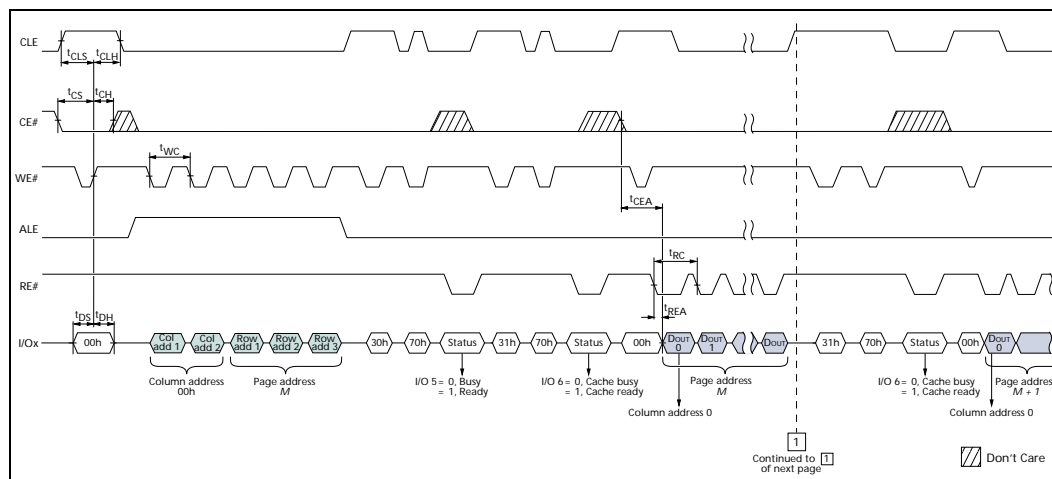 CLE
tCLS tCLH
tCS tCH
CE#
tWC
WE#
tCEA
ALE
tRC
RE#
tREA
tDS tDH
I/Ox 00h Col add 1 Col add 2 Row add 1 Row add 2 Row add 3 30h 70h Status 31h 70h Status 00h DOUT 0 DOUT 1 DOUT 31h 70h Status 00h DOUT 0
Column address 00h
Page address M
I/O 5 = 0, Busy
= 1, Ready
I/O 6 = 0, Cache busy
= 1, Cache ready
Page address M
Column address 0
I/O 6 = 0, Cache busy
= 1, Cache ready
Page address M + 1
Column address 0
1
Continued to 1
of next page
Don't Care